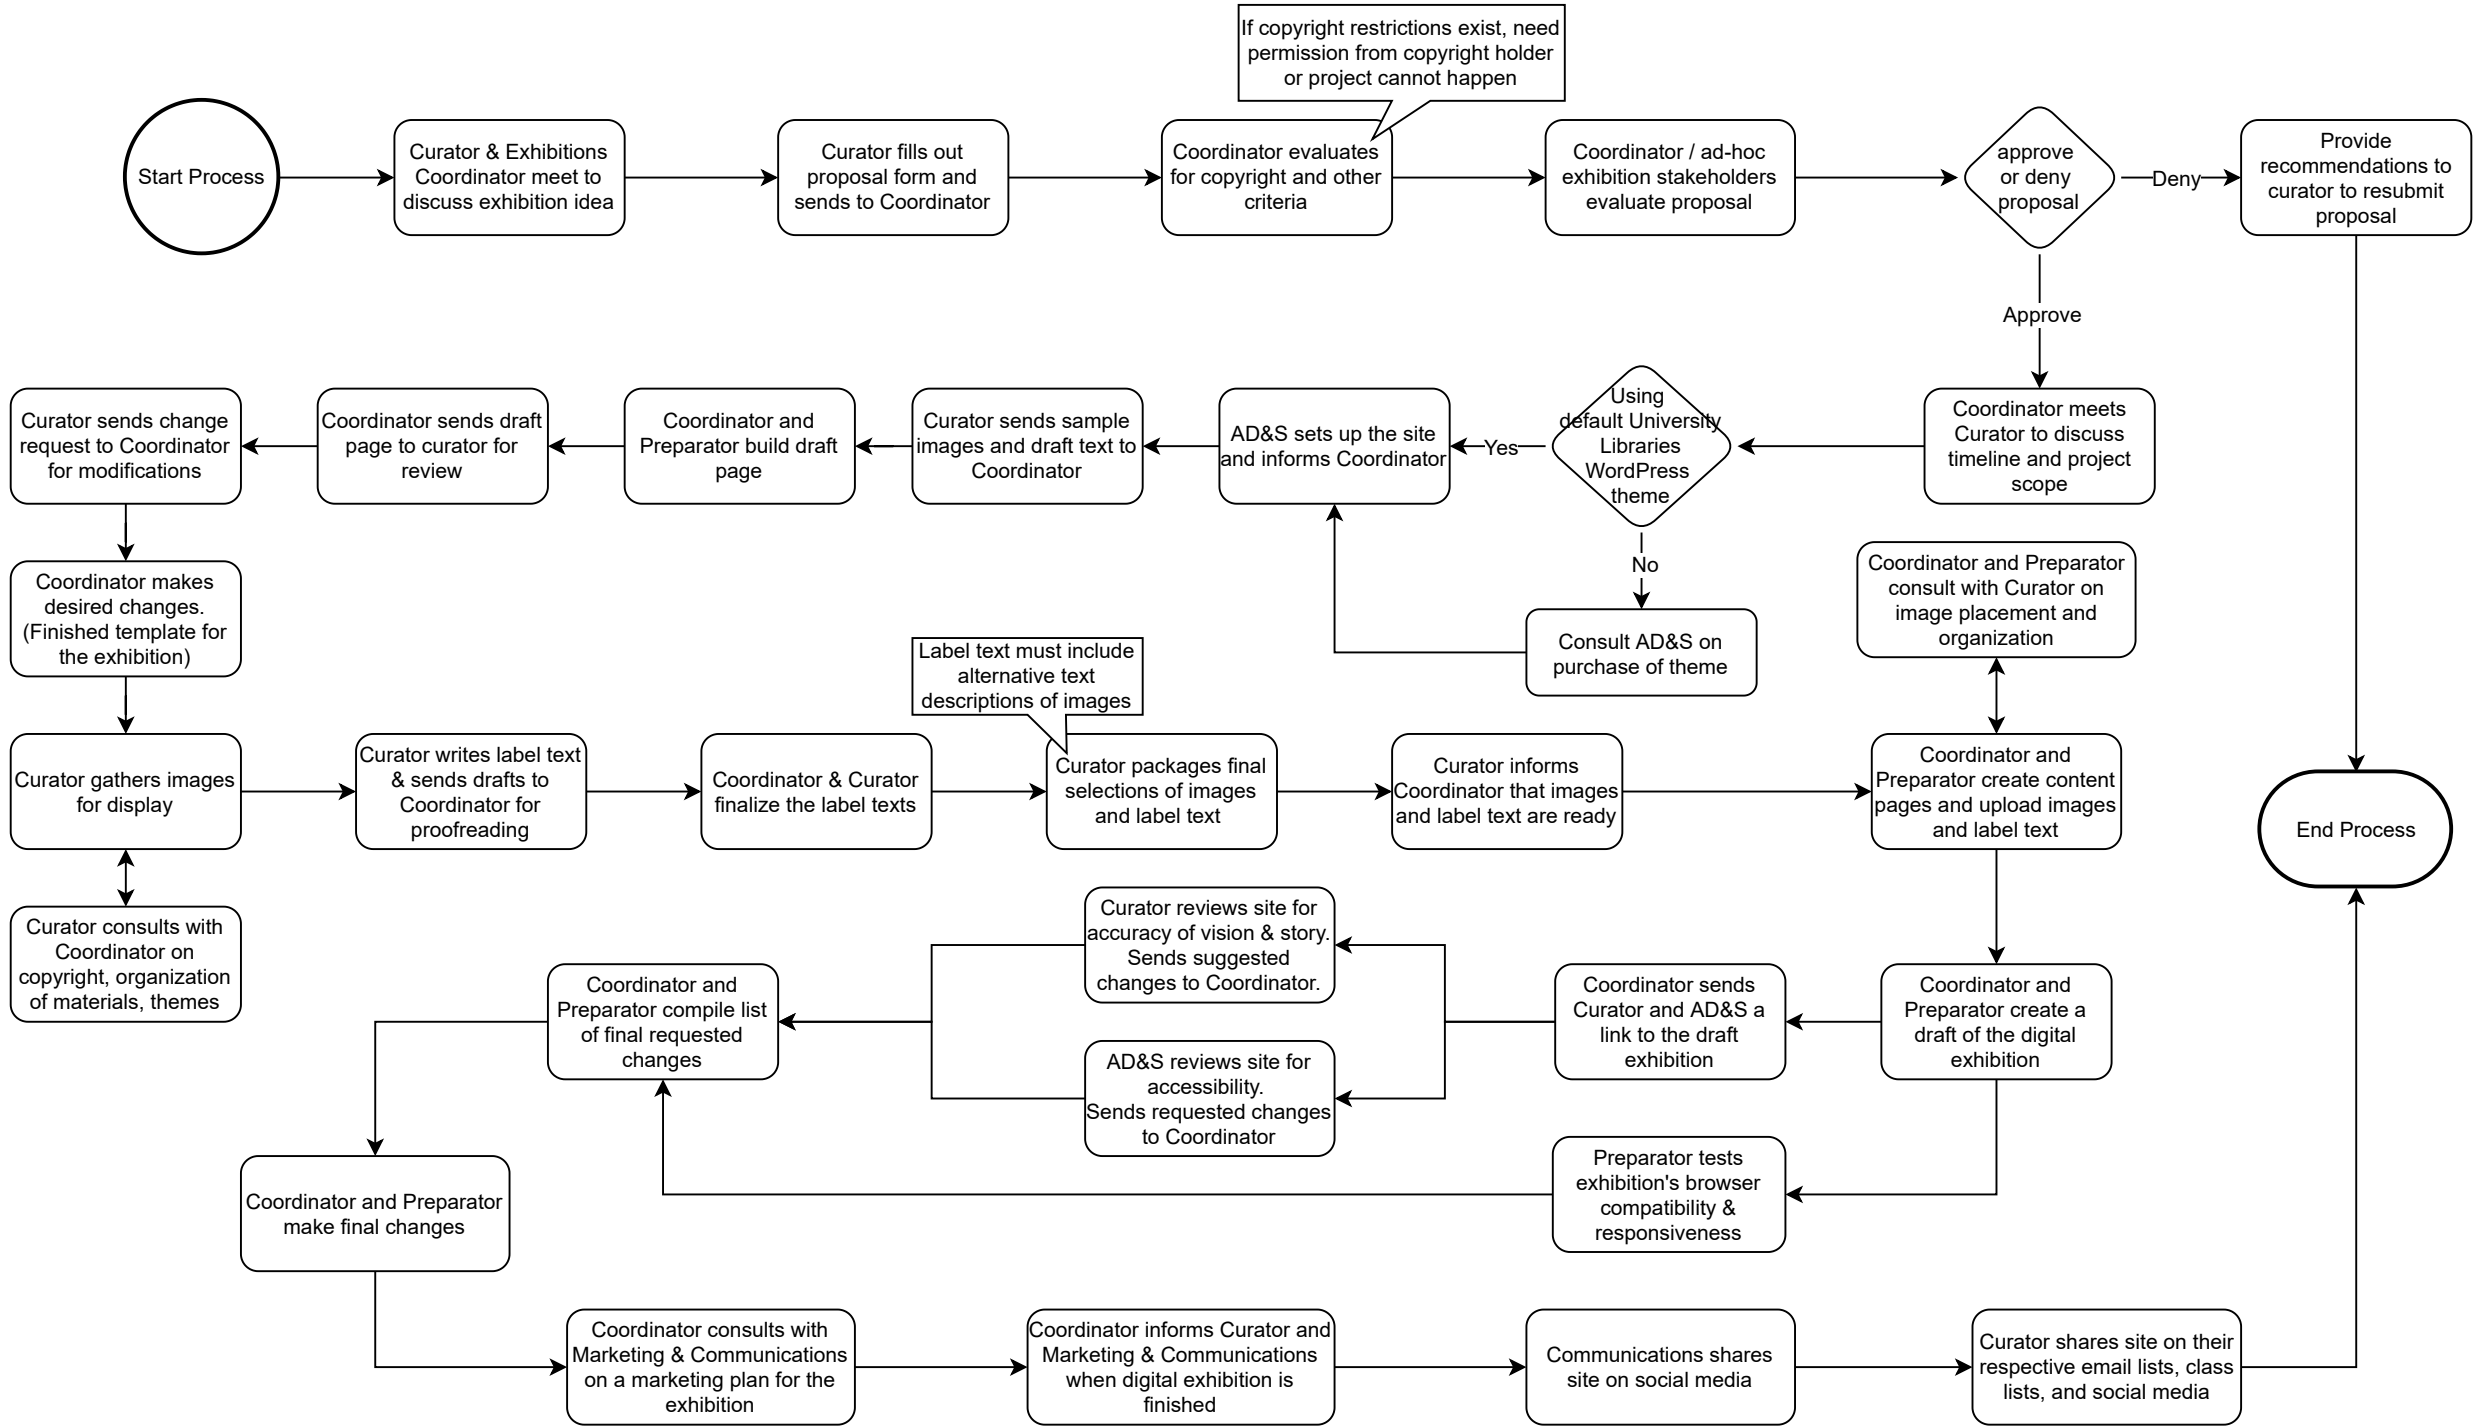 If copyright restrictions exist, need
permission from copyright holder
or project cannot happen
Start Process
Curator & Exhibitions
Coordinator meet to
discuss exhibition idea
Curator fills out
proposal form and
sends to Coordinator
Coordinator evaluates
for copyright and other
criteria
Coordinator / ad-hoc
exhibition stakeholders
evaluate proposal
approve
or deny
proposal
Deny
Provide
recommendations to
curator to resubmit
proposal
Approve
Coordinator meets
Curator to discuss
timeline and project
scope
Using
default University
Libraries
WordPress
theme
Yes
AD&S sets up the site
and informs Coordinator
Curator sends sample
images and draft text to
Coordinator
Coordinator and
Preparator build draft
page
Coordinator sends draft
page to curator for
review
Curator sends change
request to Coordinator
for modifications
No
Consult AD&S on
purchase of theme
Coordinator makes
desired changes.
(Finished template for
the exhibition)
Coordinator and Preparator
consult with Curator on
image placement and
organization
Label text must include
alternative text
descriptions of images
Curator gathers images
for display
Curator writes label text
& sends drafts to
Coordinator for
proofreading
Coordinator & Curator
finalize the label texts
Curator packages final
selections of images
and label text
Curator informs
Coordinator that images
and label text are ready
Coordinator and
Preparator create content
pages and upload images
and label text
End Process
Curator consults with
Coordinator on
copyright, organization
of materials, themes
Coordinator and
Preparator create a
draft of the digital
exhibition
Coordinator sends
Curator and AD&S a
link to the draft
exhibition
Curator reviews site for
accuracy of vision & story.
Sends suggested
changes to Coordinator.
AD&S reviews site for
accessibility.
Sends requested changes
to Coordinator
Preparator tests
exhibition's browser
compatibility &
responsiveness
Coordinator and
Preparator compile list
of final requested
changes
Coordinator and Preparator
make final changes
Coordinator consults with
Marketing & Communications
on a marketing plan for the
exhibition
Coordinator informs Curator and
Marketing & Communications
when digital exhibition is
finished
Communications shares
site on social media
Curator shares site on their
respective email lists, class
lists, and social media